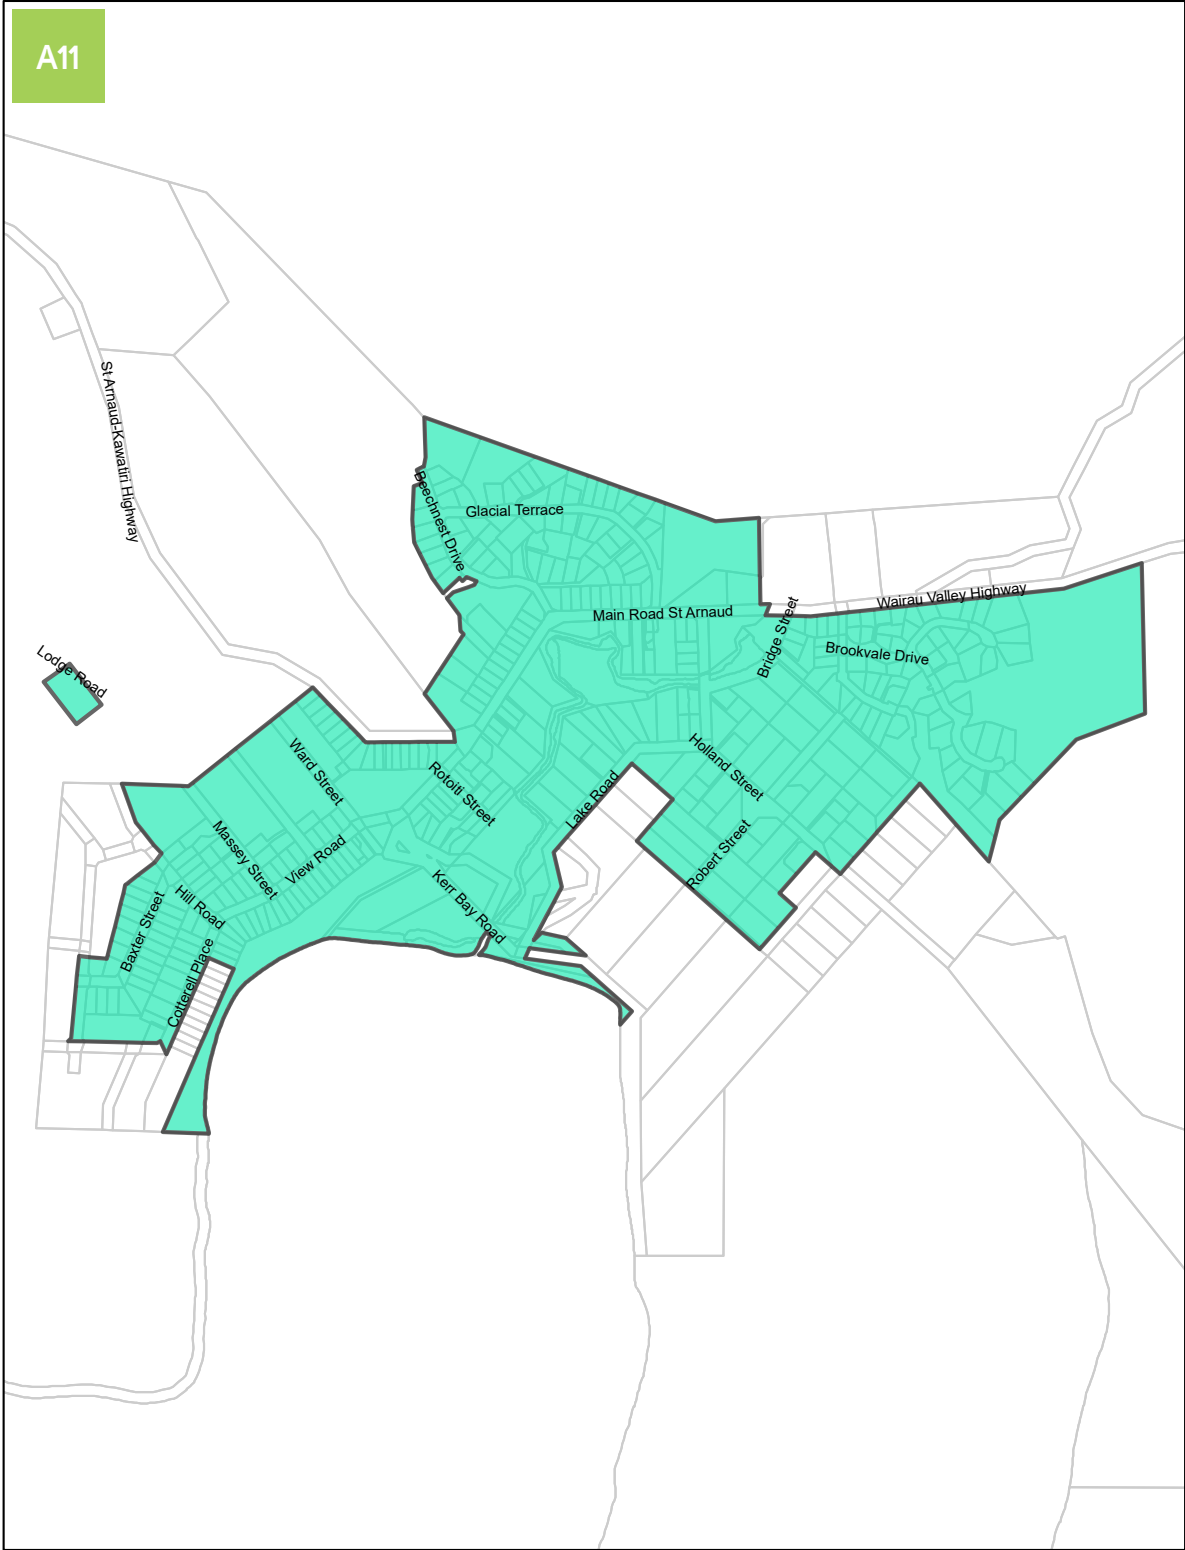 A11
St Arnaud-Kawatiri Highway
Beechnest Drive
Glacial Terrace
Main Road St Arnaud
Wairau Valley Highway
Bridge Street
Brookvale Drive
Lodge Road
Ward Street
Rotoiti Street
Lake Road
Holland Street
Massey Street
View Road
Robert Street
Hill Road
Kerr Bay Road
Baxter Street
Cotterell Place